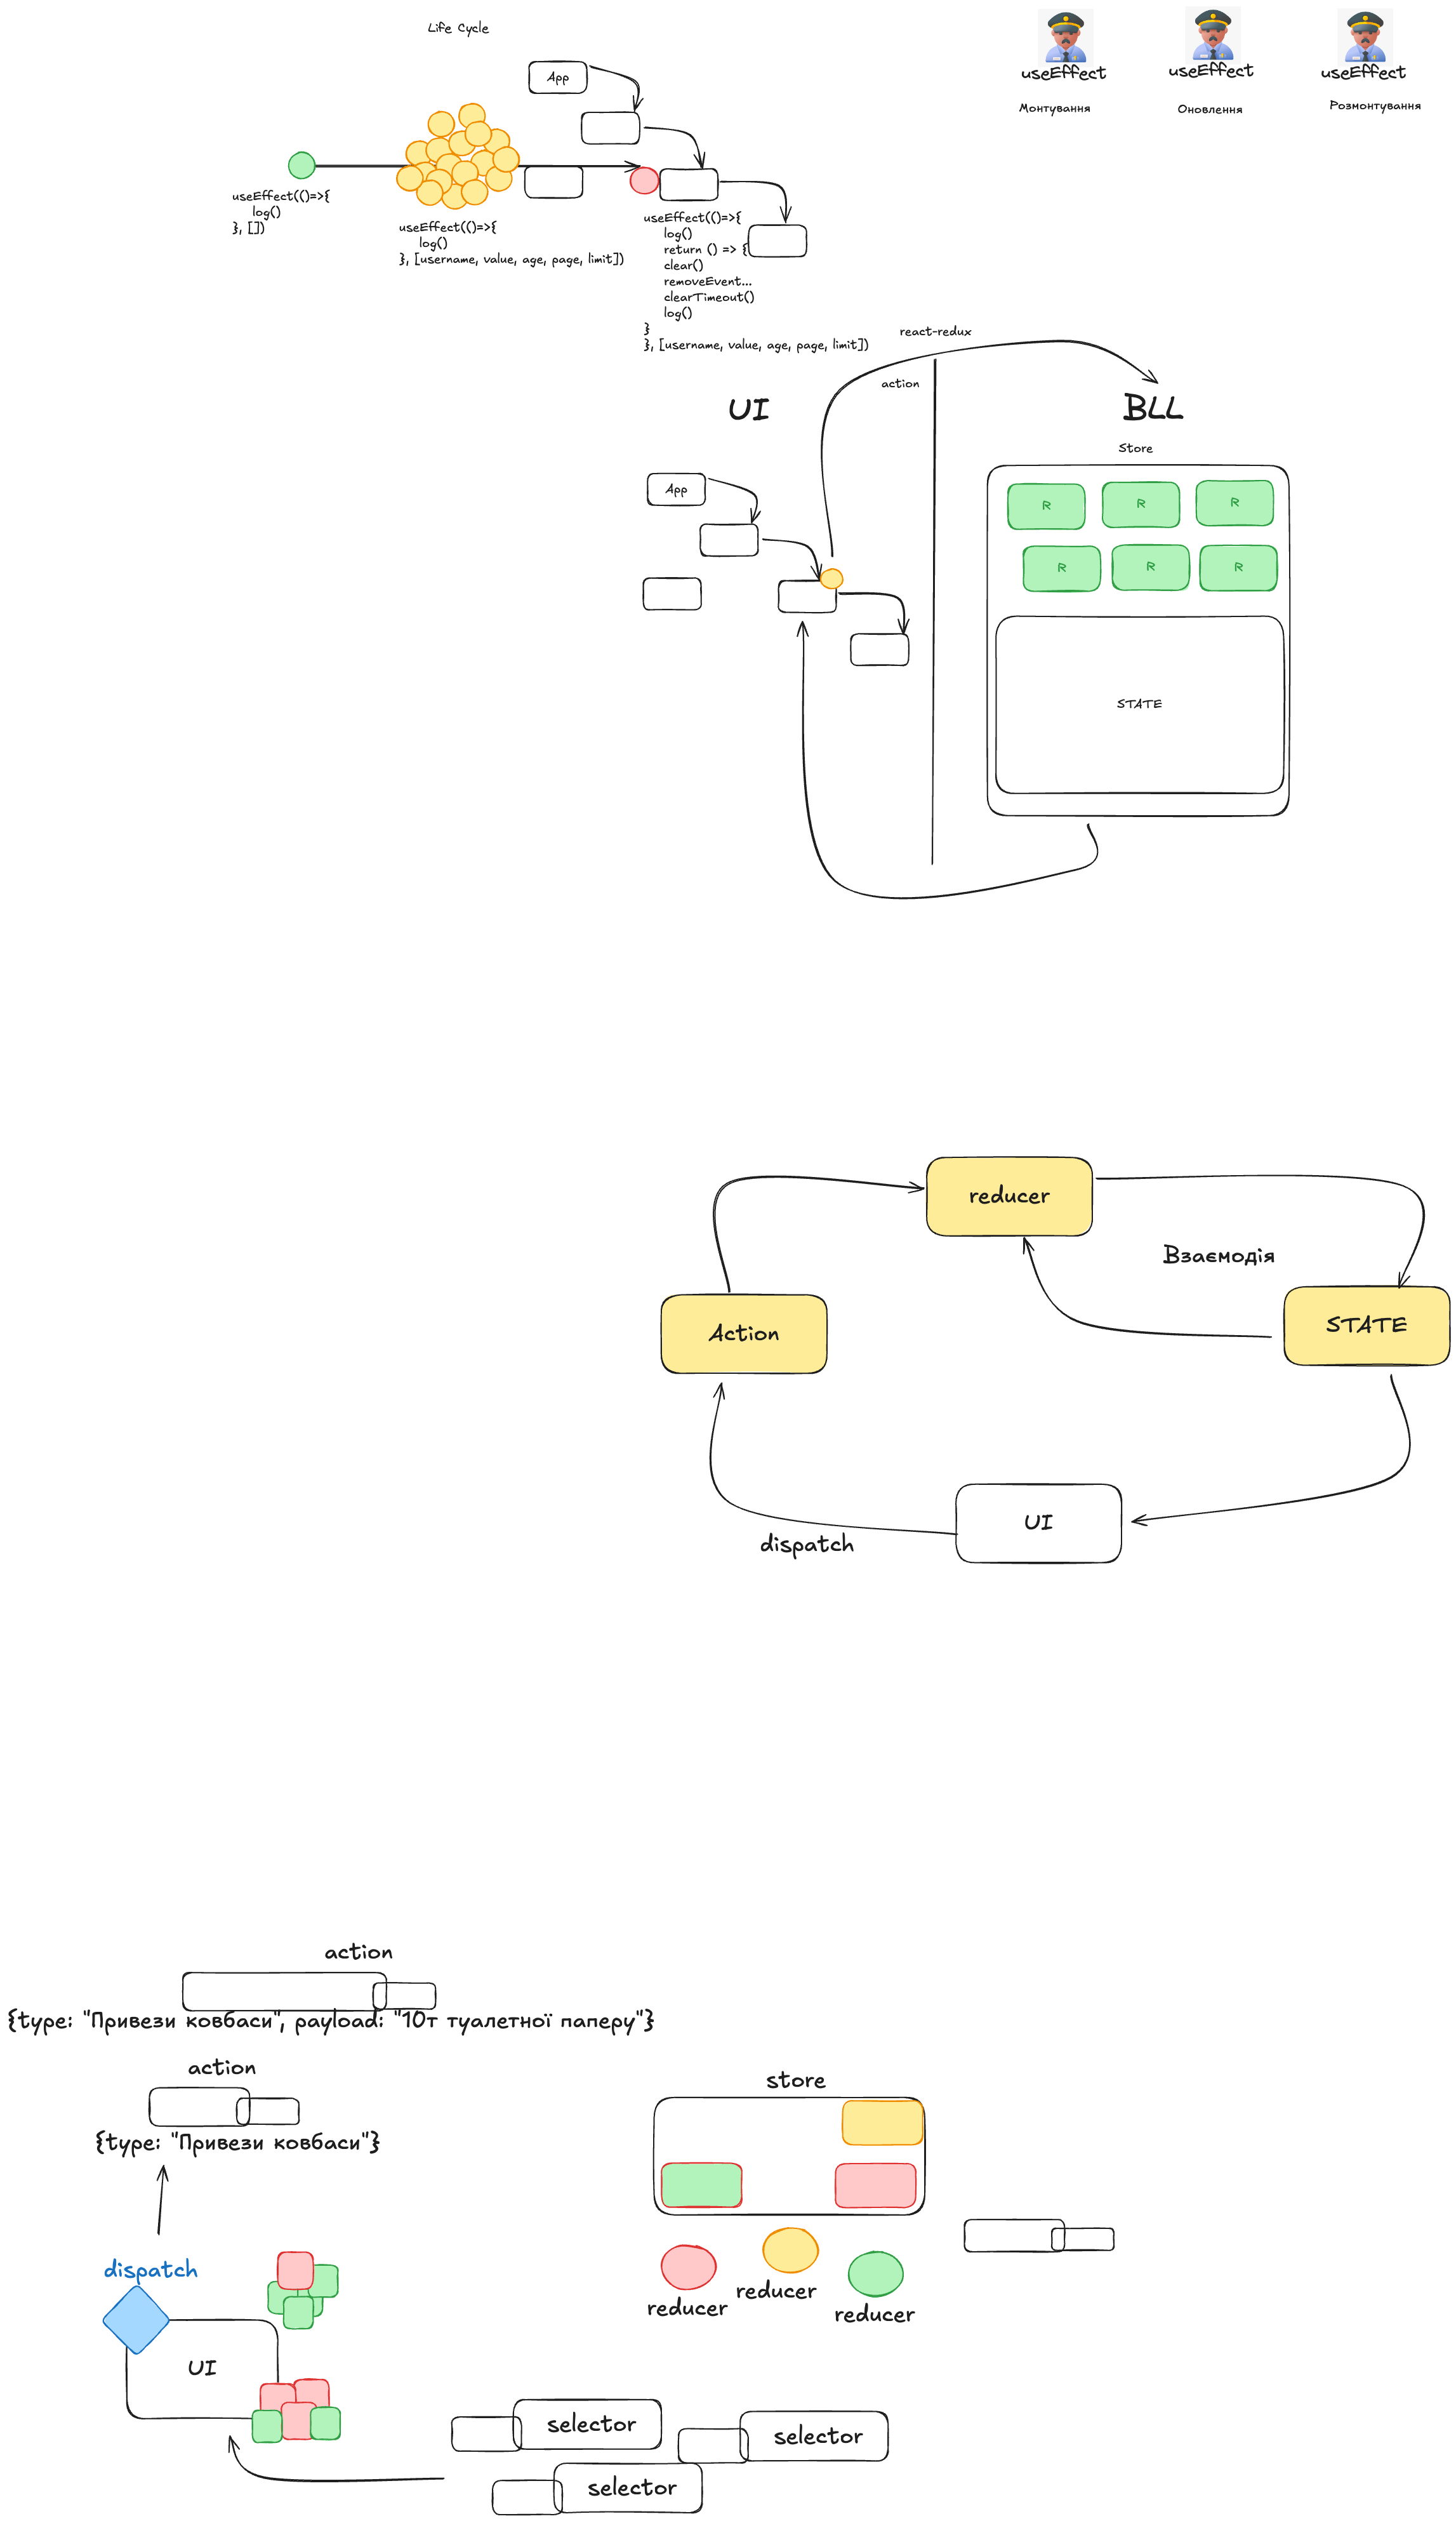 Life Cycle
App
useEffect
useEffect
useEffect
Монтування
Оновлення
Розмонтування
useEffect(()=>{
log()
}, [])
useEffect(()=>{
log()
}, [username, value, age, page, limit])
useEffect(()=>{
log()
return () => {
clear()
removeEvent...
clearTimeout()
log()
}
}, [username, value, age, page, limit])
react-redux
action
UI
BLL
Store
App
R
R
R
R
R
R
STATE
reducer
Взаємодія
Action
STATE
UI
dispatch
action
{type: "Привези ковбаси", payload: "10т туалетної паперу"}
action
{type: "Привези ковбаси"}
store
dispatch
reducer
reducer
reducer
UI
selector
selector
selector